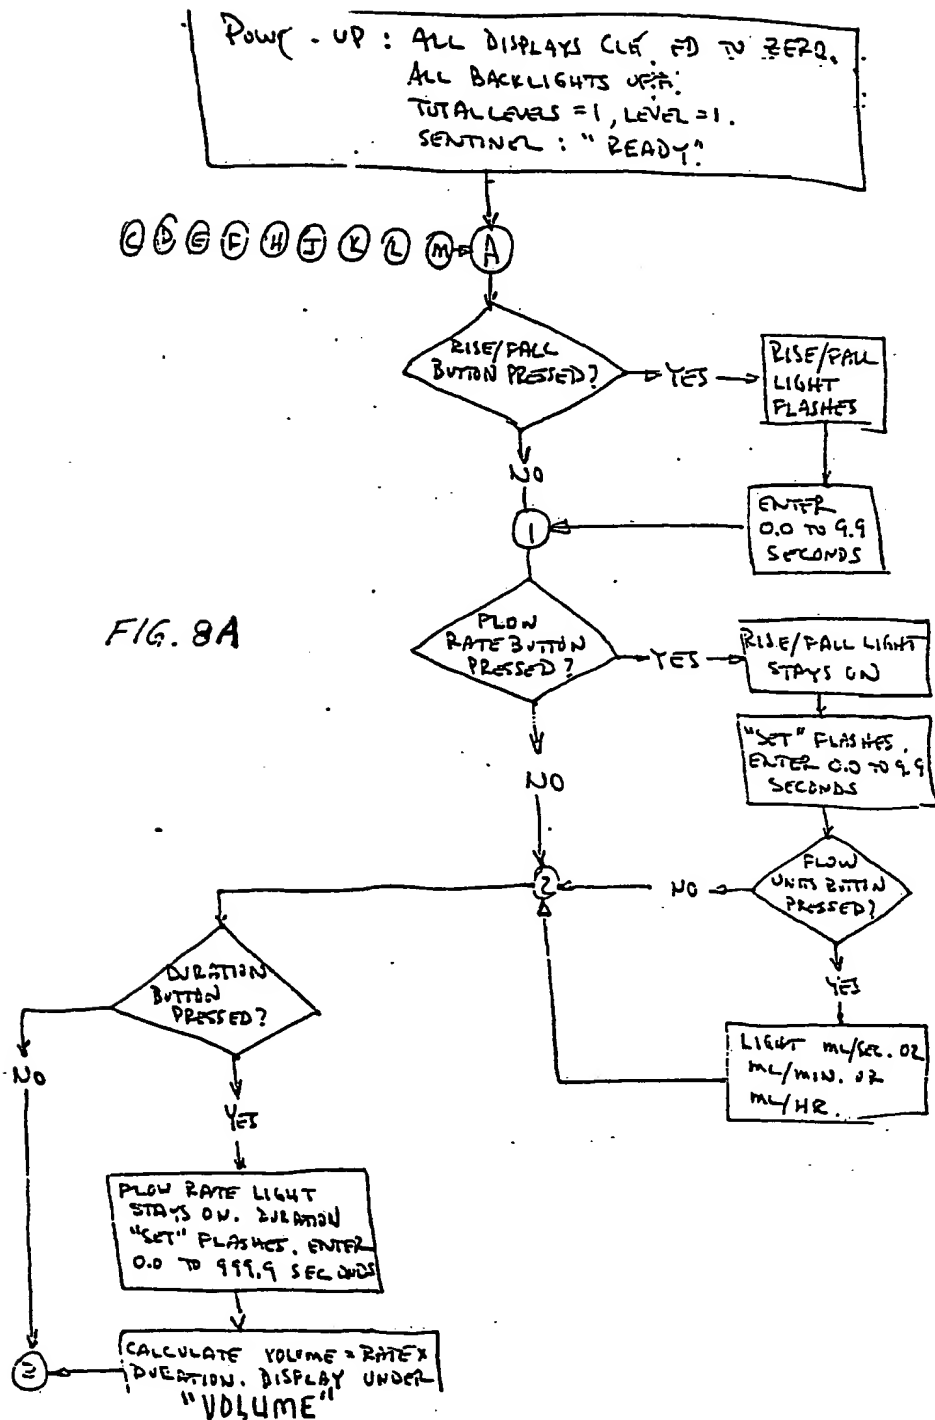 POWE . UP : ALL DISPLAYS CLE ED TO ZERO.
ALL BACKLIGHTS OFF.
TOTAL LEVELS = 1, LEVEL = 1.
SENTINEL : "READY".
C D E F H J K L M A
RISE/FALL
BUTTON PRESSED?
YES
RISE/FALL
LIGHT
FLASHES
NO
ENTER
0.0 TO 9.9
SECONDS
1
FIG. 8A
FLOW
RATE BUTTON
PRESSED?
YES
RISE/FALL LIGHT
STAYS ON
"SET" FLASHES.
ENTER 0.0 TO 9.9
SECONDS
NO
FLOW
UNITS BUTTON
PRESSED?
NO
2
YES
LIGHT ML/SEC. OR
ML/MIN. OR
ML/HR.
DURATION
BUTTON
PRESSED?
NO
YES
FLOW RATE LIGHT
STAYS ON. DURATION
"SET" FLASHES. ENTER
0.0 TO 999.9 SECONDS
CALCULATE VOLUME = RATE X
DURATION. DISPLAY UNDER
"VOLUME"